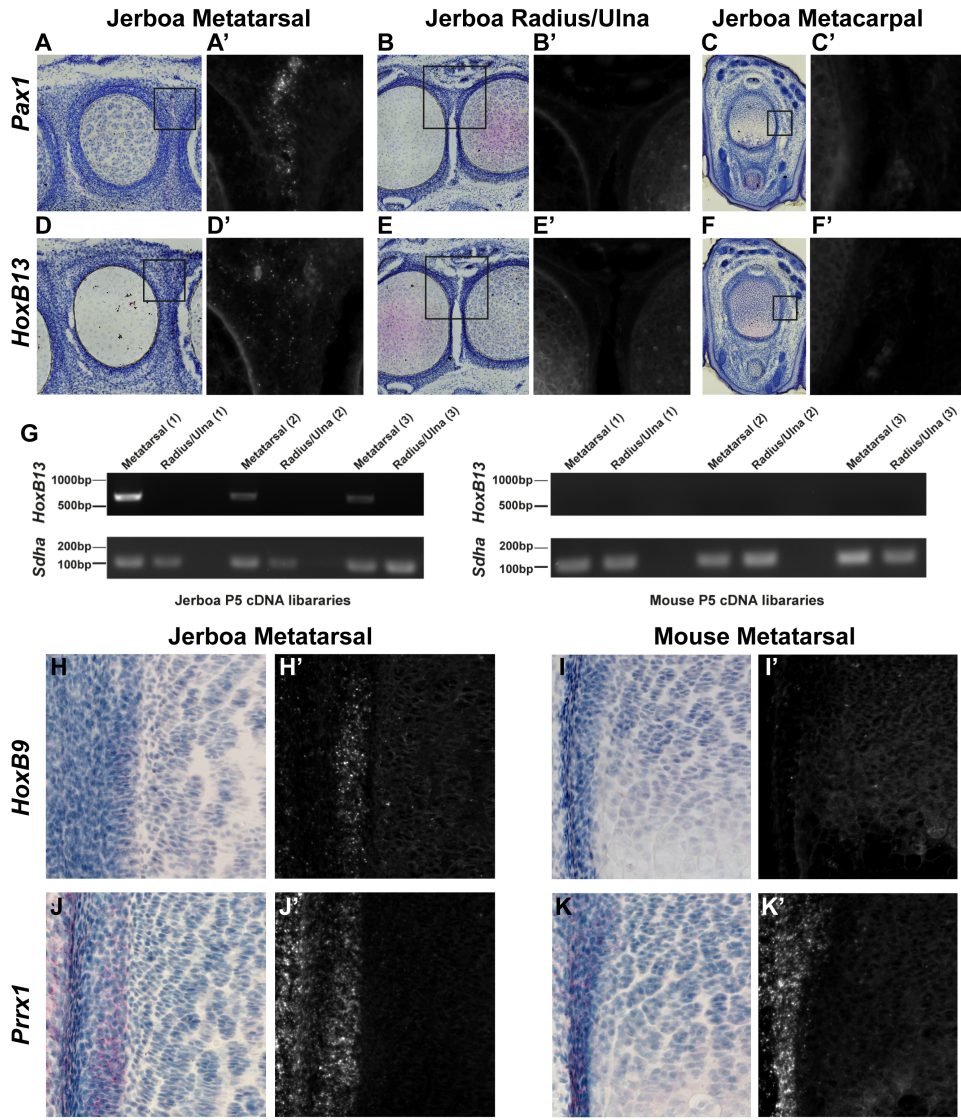 Jerboa Metatarsal Jerboa Radius/Ulna Jerboa Metacarpal
A A’ B B’ C C’
Pax1
D D’ E E’ F F’
HoxB13
G
Metatarsal (1) Radius/Ulna (1) Metatarsal (2) Radius/Ulna (2) Metatarsal (3) Radius/Ulna (3)
Metatarsal (1) Radius/Ulna (1) Metatarsal (2) Radius/Ulna (2) Metatarsal (3) Radius/Ulna (3)
HoxB13
1000bp
500bp
HoxB13
1000bp
500bp
Sdha
200bp
100bp
Sdha
200bp
100bp
Jerboa P5 cDNA libararies Mouse P5 cDNA libararies
Jerboa Metatarsal Mouse Metatarsal
H H’ I I’
HoxB9
J J’ K K’
Prrx1